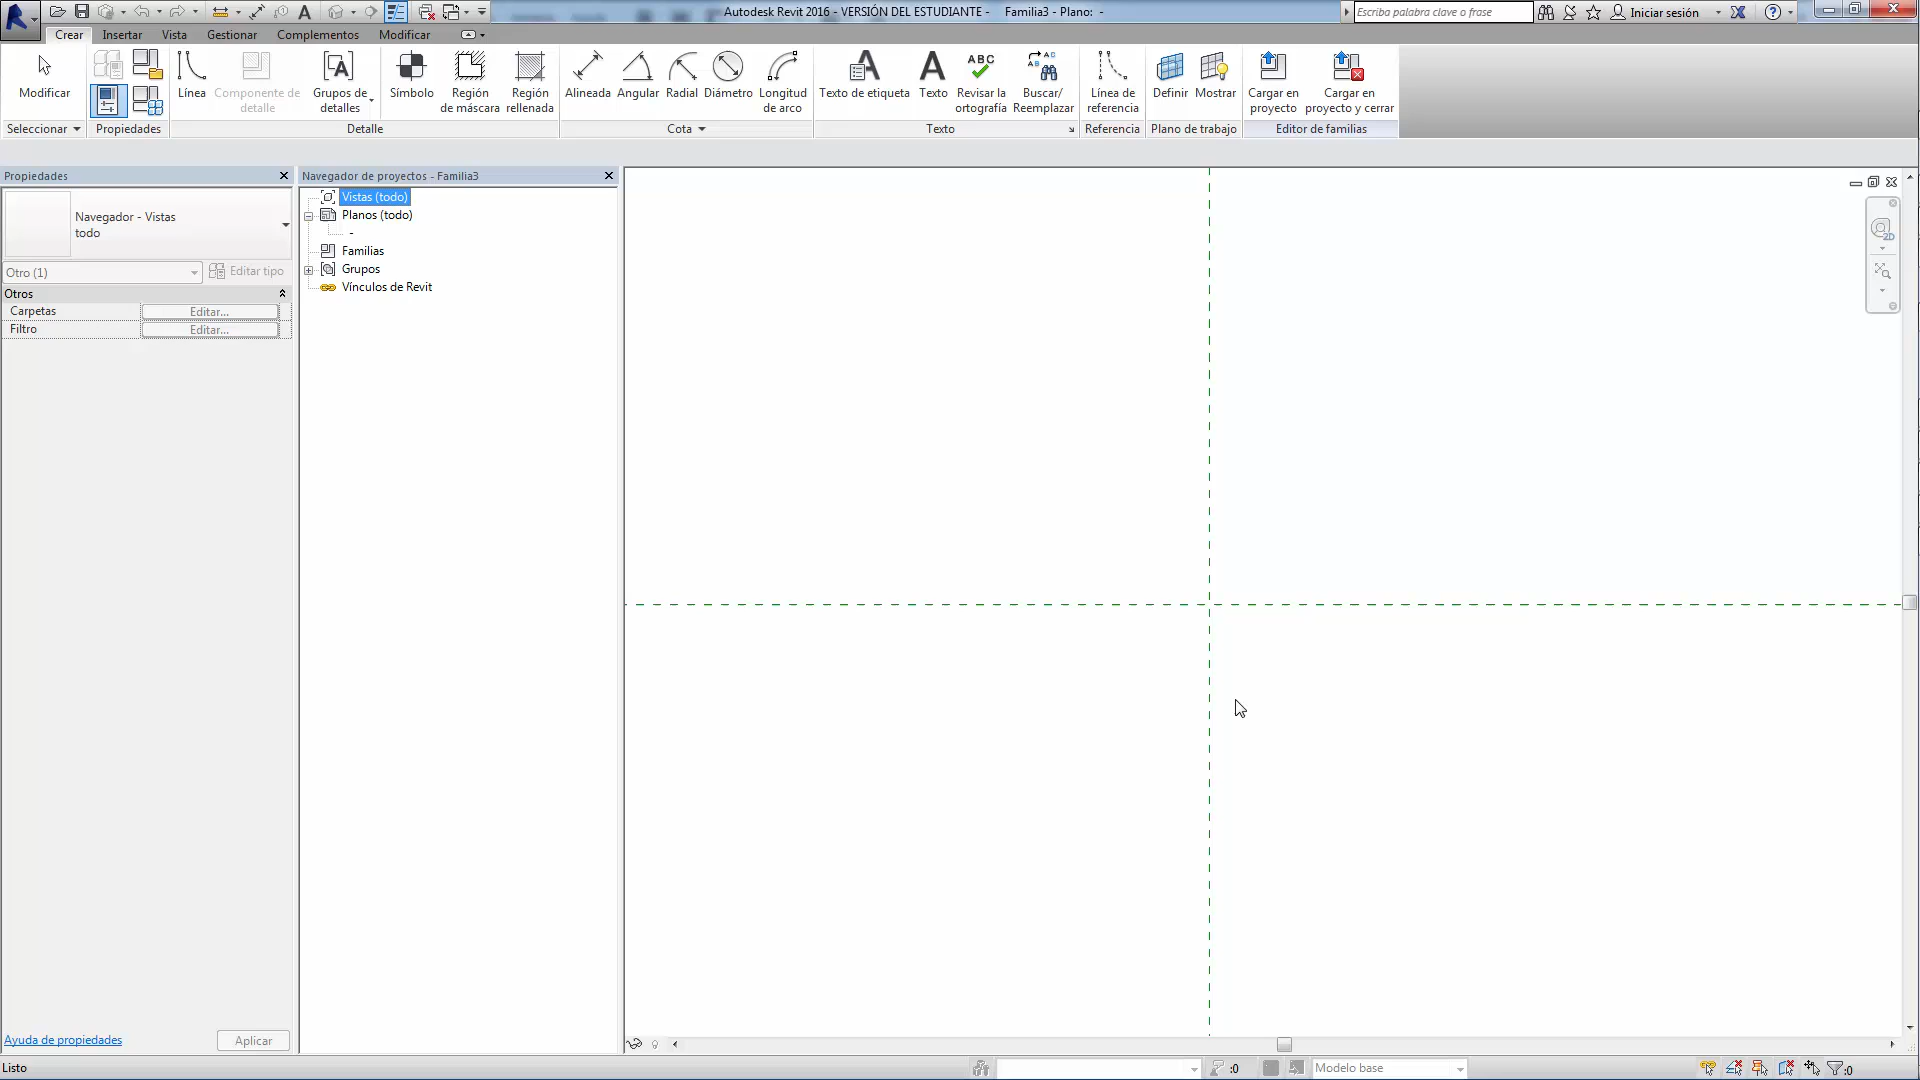 Autodesk Revit 2016 - VERSIÓN DEL ESTUDIANTE - Familia3 - Plano: -
Escriba palabra clave o frase
Iniciar sesión
Crear Insertar Vista Gestionar Complementos Modificar
Modificar
Línea
Componente de
detalle
Grupos de
detalles
Símbolo
Región
de máscara
Región
rellenada
Alineada
Angular
Radial
Diámetro
Longitud
de arco
Texto de etiqueta
Texto
ABC
Revisar la
ortografía
Buscar/
Reemplazar
Línea de
referencia
Definir
Mostrar
Cargar en
proyecto
Cargar en
proyecto y cerrar
Seleccionar
Propiedades
Detalle
Cota
Texto
Referencia
Plano de trabajo
Editor de familias
Propiedades
Navegador - Vistas
todo
Otro (1)
Editar tipo
Otros
Carpetas Editar...
Filtro Editar...
Ayuda de propiedades
Aplicar
Navegador de proyectos - Familia3
Vistas (todo)
Planos (todo)
-
Familias
Grupos
Vínculos de Revit
2D
Listo
:0
Modelo base
:0